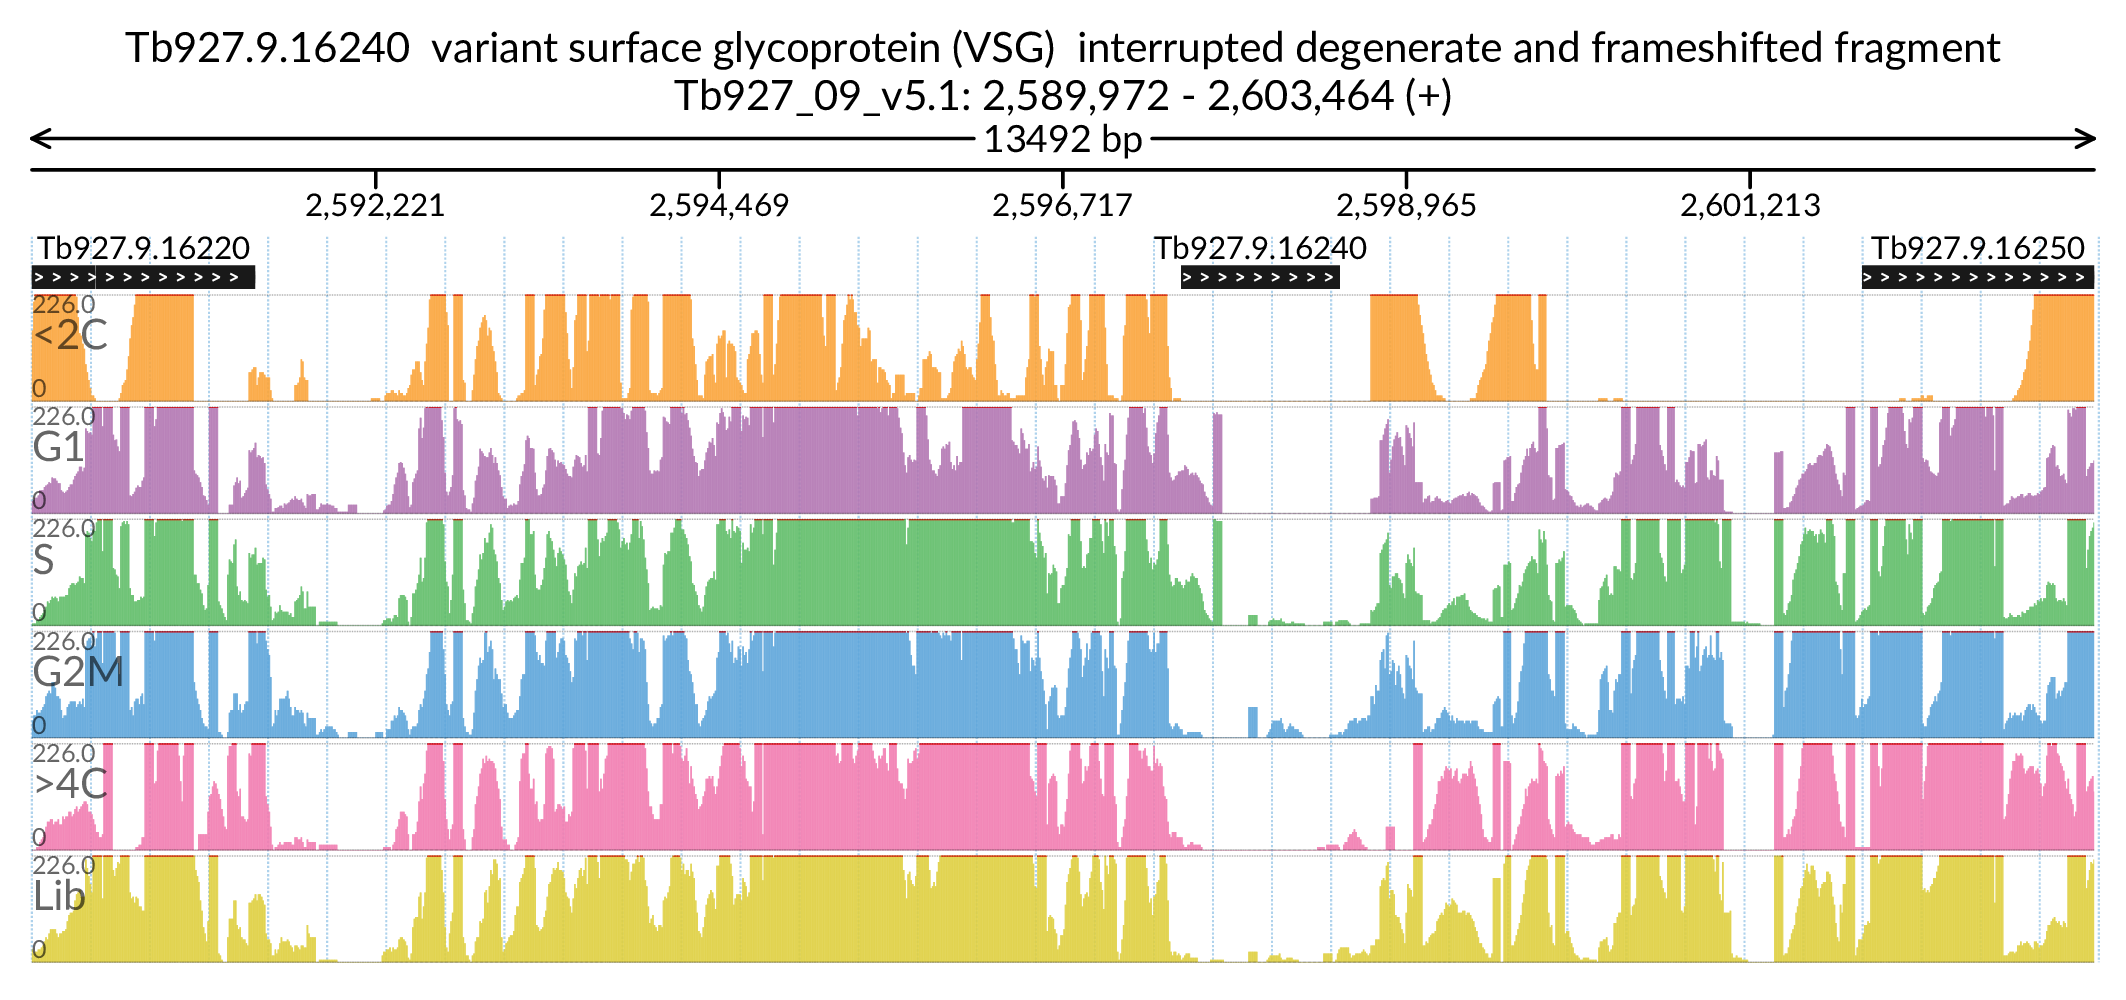 Tb927.9.16240 variant surface glycoprotein (VSG) interrupted degenerate and frameshifted fragment
Tb927_09_v5.1: 2,589,972 - 2,603,464 (+)
13492 bp
2,592,221 2,594,469 2,596,717 2,598,965 2,601,213
Tb927.9.16220 Tb927.9.16240 Tb927.9.16250
226.0
<2C
0
226.0
G1
0
226.0
S
0
226.0
G2M
0
226.0
>4C
0
226.0
Lib
0